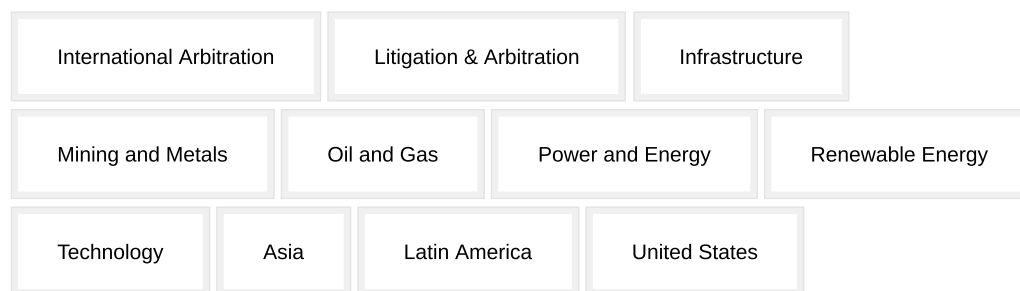 International Arbitration Litigation & Arbitration Infrastructure
Mining and Metals Oil and Gas Power and Energy Renewable Energy
Technology Asia Latin America United States